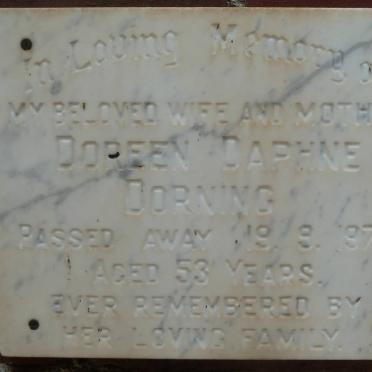 In Loving Memory o
MY BELOVED WIFE AND MOTH
DOREEN DAPHNE
DORNING
PASSED AWAY 19. 8. 197
AGED 53 YEARS.
EVER REMEMBERED BY
HER LOVING FAMILY.